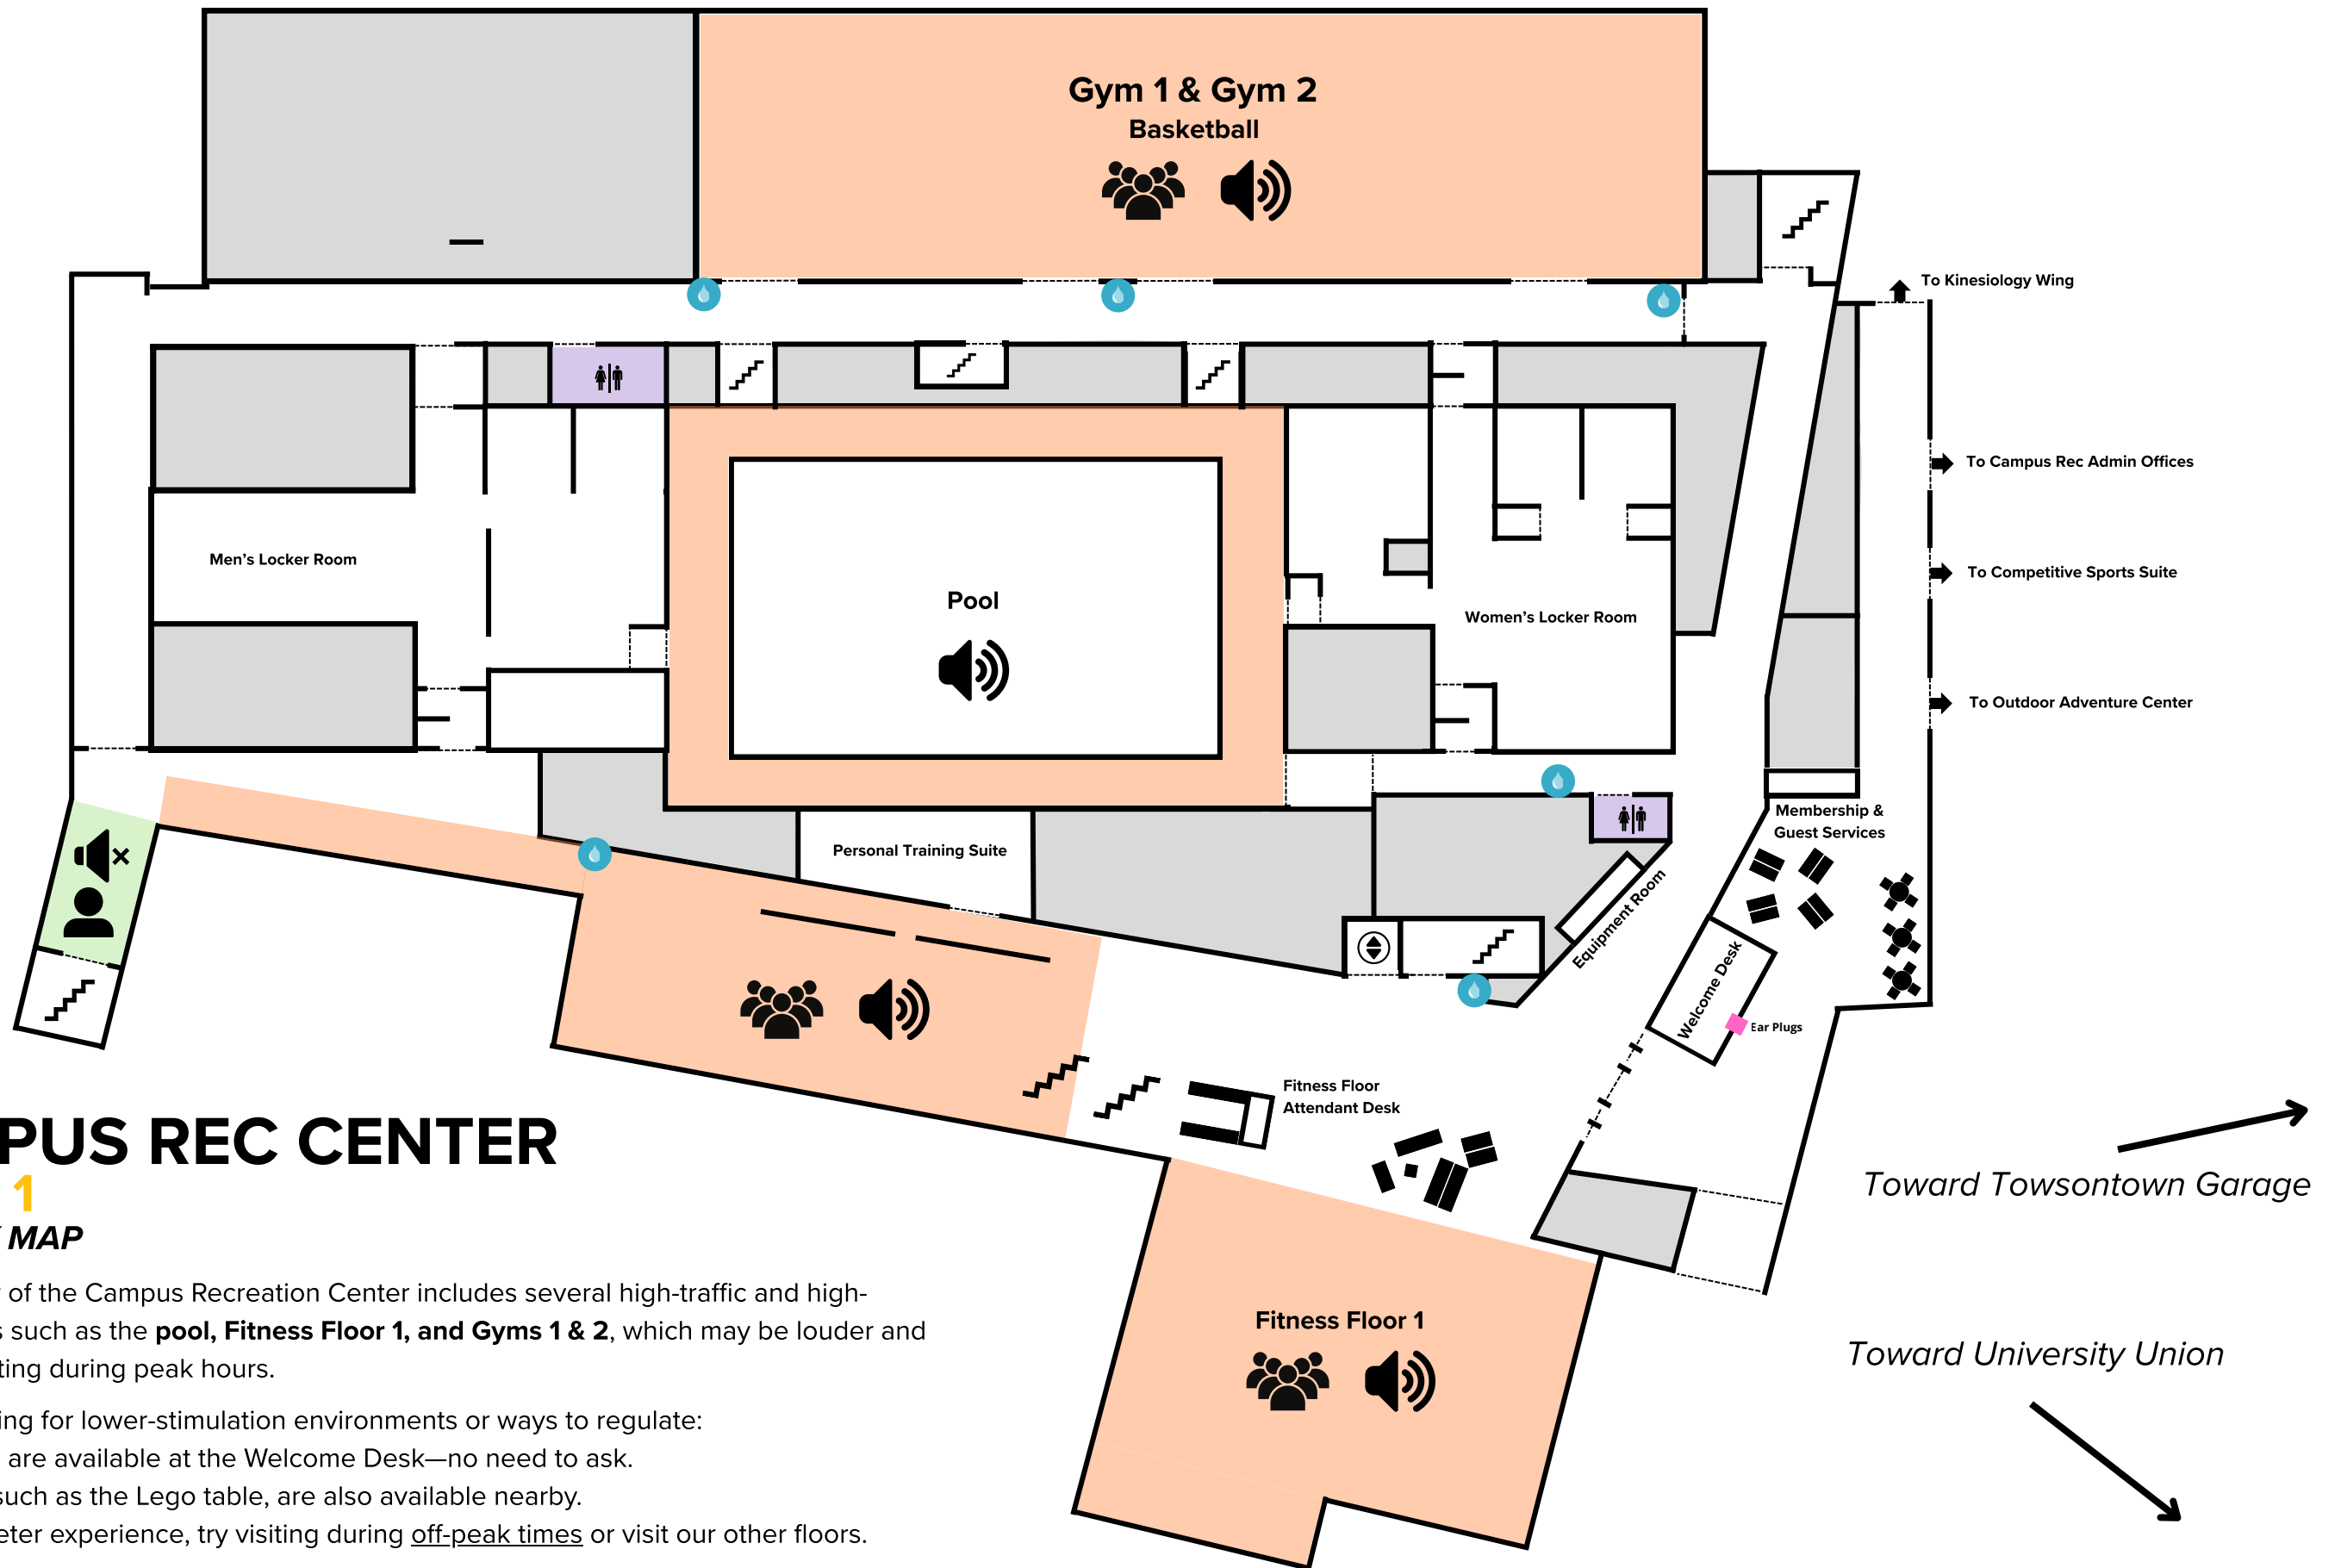 Gym 1 & Gym 2
Basketball
To Kinesiology Wing
To Campus Rec Admin Offices
Men's Locker Room
To Competitive Sports Suite
Pool
Women's Locker Room
To Outdoor Adventure Center
Membership &
Guest Services
Personal Training Suite
Equipment Room
Welcome Desk
Ear Plugs
Fitness Floor
Attendant Desk
PUS REC CENTER
1
MAP
Toward Towsontown Garage
of the Campus Recreation Center includes several high-traffic and high-
s such as the pool, Fitness Floor 1, and Gyms 1 & 2, which may be louder and
ting during peak hours.
Fitness Floor 1
Toward University Union
ing for lower-stimulation environments or ways to regulate:
are available at the Welcome Desk—no need to ask.
such as the Lego table, are also available nearby.
eter experience, try visiting during off-peak times or visit our other floors.